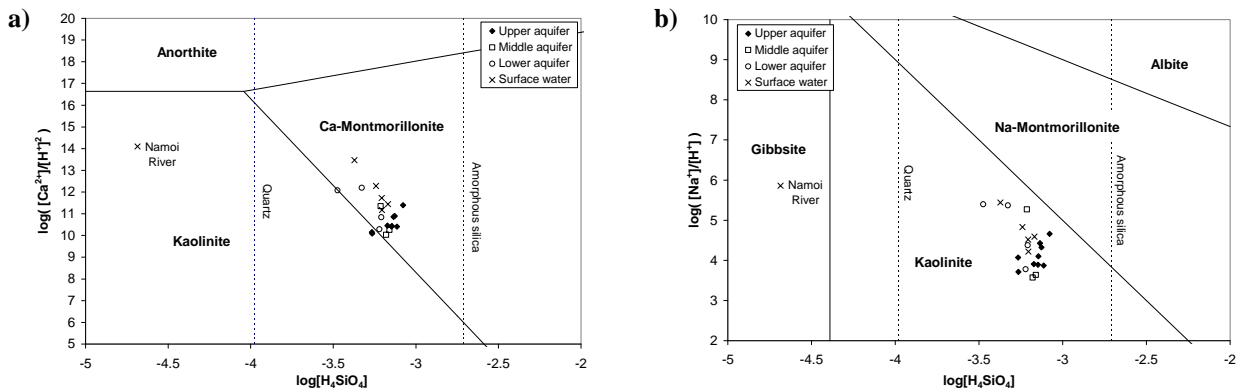 a)
20
19
18
17
16
15
14
13
12
11
10
9
8
7
6
5
log( [Ca²⁺]/[H⁺]²)
-5
-4.5
-4
-3.5
-3
-2.5
-2
log[H₄SiO₄]
Anorthite
Ca-Montmorillonite
Kaolinite
Namoi
River
Quartz
Amorphous silica
Upper aquifer
Middle aquifer
Lower aquifer
Surface water
b)
10
9
8
7
6
5
4
3
2
log( [Na⁺]/[H⁺])
-5
-4.5
-4
-3.5
-3
-2.5
-2
log[H₄SiO₄]
Gibbsite
Namoi
River
Kaolinite
Na-Montmorillonite
Albite
Quartz
Amorphous silica
Upper aquifer
Middle aquifer
Lower aquifer
Surface water